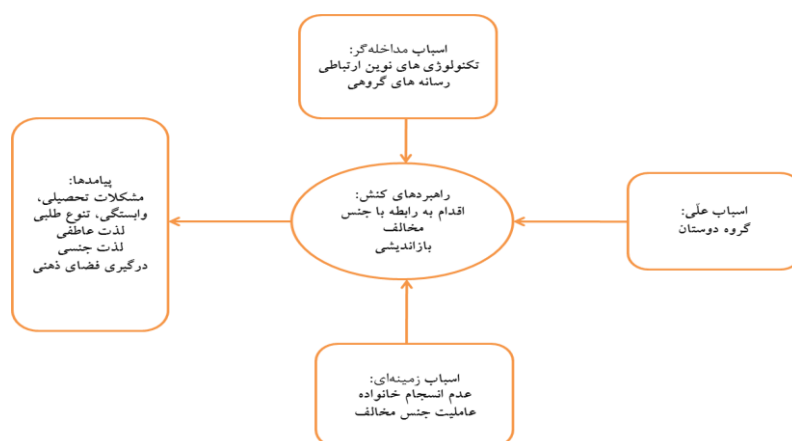 اسباب مداخله‌گر:
تکنولوژی های نوین ارتباطی
رسانه های گروهی
اسباب علّی:
گروه دوستان
راهبردهای کنش:
اقدام به رابطه با جنس
مخالف
بازاندیشی
پیامدها:
مشکلات تحصیلی،
وابستگی، تنوع طلبی
لذت عاطفی
لذت جنسی
درگیری فضای ذهنی
اسباب زمینه‌ای:
عدم انسجام خانواده
عاملیت جنس مخالف